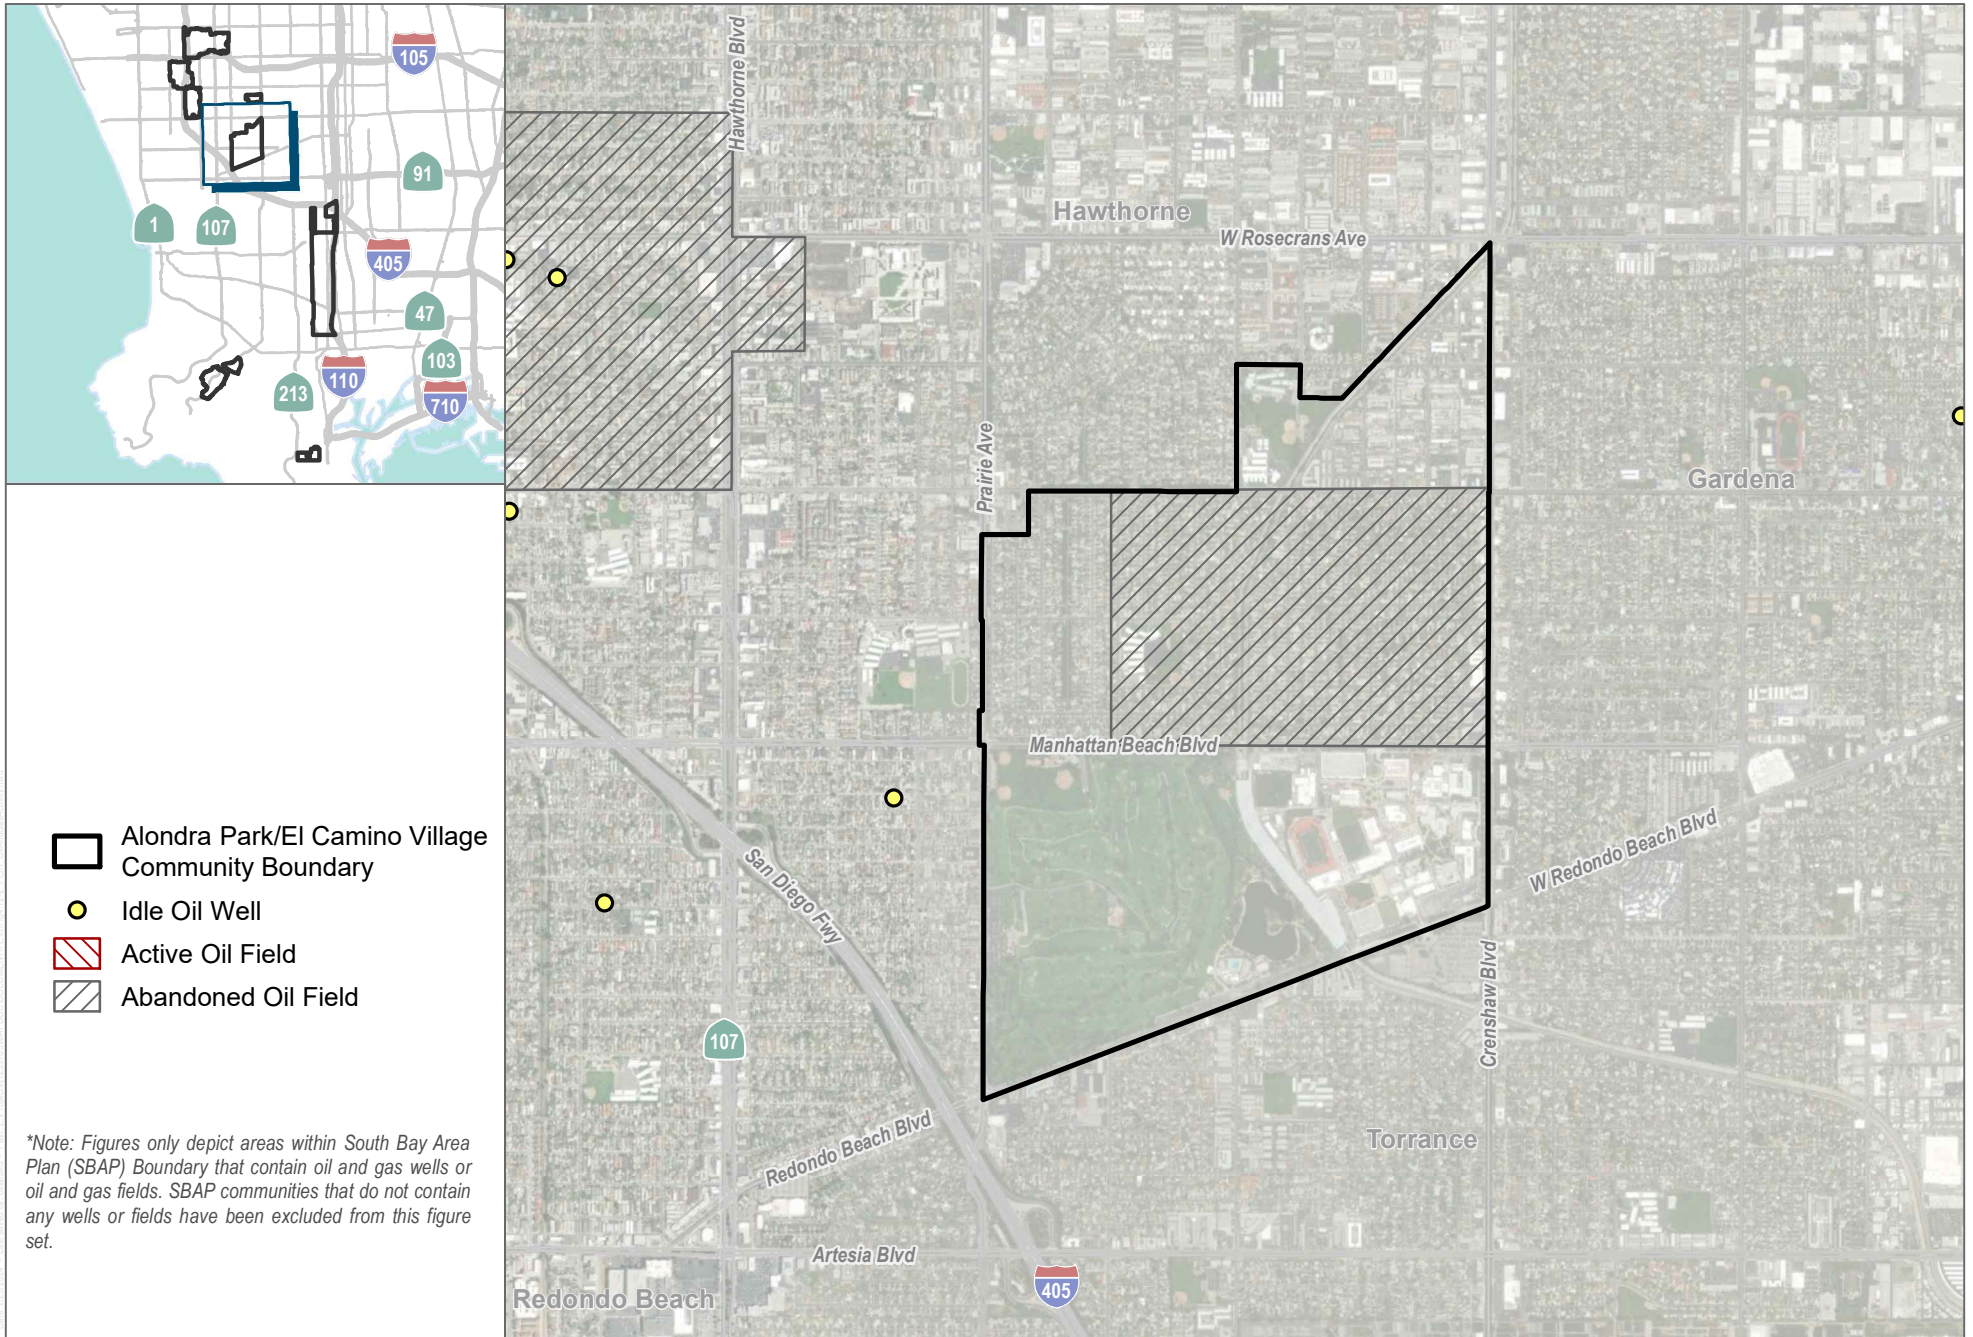 105
91
1
107
405
47
103
110
213
710
Alondra Park/El Camino Village
Community Boundary
Idle Oil Well
Active Oil Field
Abandoned Oil Field
*Note: Figures only depict areas within South Bay Area
Plan (SBAP) Boundary that contain oil and gas wells or
oil and gas fields. SBAP communities that do not contain
any wells or fields have been excluded from this figure
set.
Hawthorne Blvd
Hawthorne
W Rosecrans Ave
Prairie Ave
Gardena
Manhattan Beach Blvd
San Diego Fwy
W Redondo Beach Blvd
Crenshaw Blvd
107
Redondo Beach Blvd
Torrance
Artesia Blvd
405
Redondo Beach